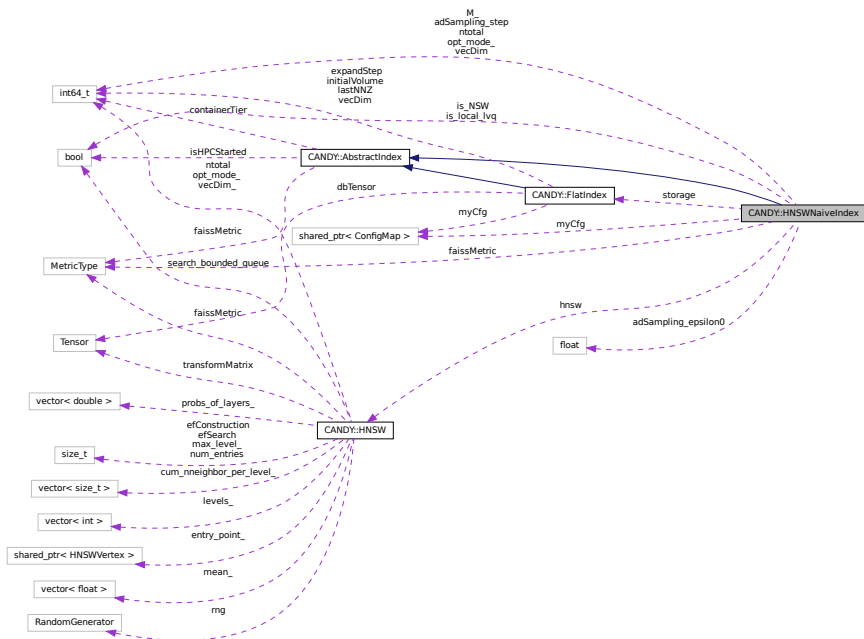 M_
adSampling_step
ntotal
opt_mode_
vecDim
expandStep
initialVolume
lastNNZ
vecDim
int64_t
containerTier
is_NSW
is_local_lvq
bool
isHPCStarted
CANDY::AbstractIndex
ntotal
opt_mode_
vecDim_
dbTensor
CANDY::FlatIndex
storage
CANDY::HNSWNaiveIndex
myCfg
myCfg
faissMetric
shared_ptr< ConfigMap >
faissMetric
MetricType
search_bounded_queue
hnsw
faissMetric
adSampling_epsilon0
Tensor
float
transformMatrix
vector< double >
probs_of_layers_
efConstruction
efSearch
max_level_
num_entries
CANDY::HNSW
size_t
cum_nneighbor_per_level_
vector< size_t >
levels_
vector< int >
entry_point_
shared_ptr< HNSWVertex >
mean_
vector< float >
rng
RandomGenerator